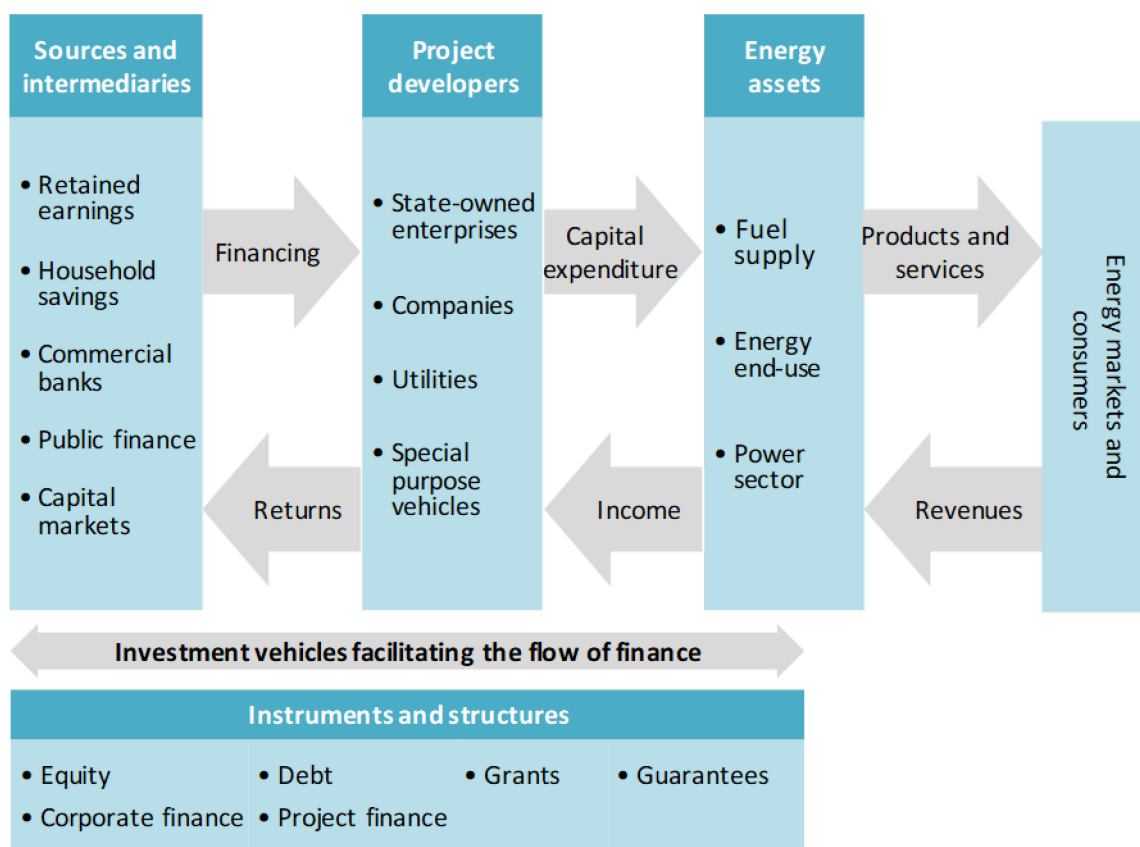 Sources and
intermediaries
• Retained
earnings
• Household
savings
• Commercial
banks
• Public finance
• Capital
markets
Financing
Returns
Project
developers
• State-owned
enterprises
• Companies
• Utilities
• Special
purpose
vehicles
Capital
expenditure
Income
Energy
assets
• Fuel
supply
• Energy
end-use
• Power
sector
Products and
services
Revenues
Energy markets and
consumers
Investment vehicles facilitating the flow of finance
Instruments and structures
• Equity
• Debt
• Grants
• Guarantees
• Corporate finance
• Project finance